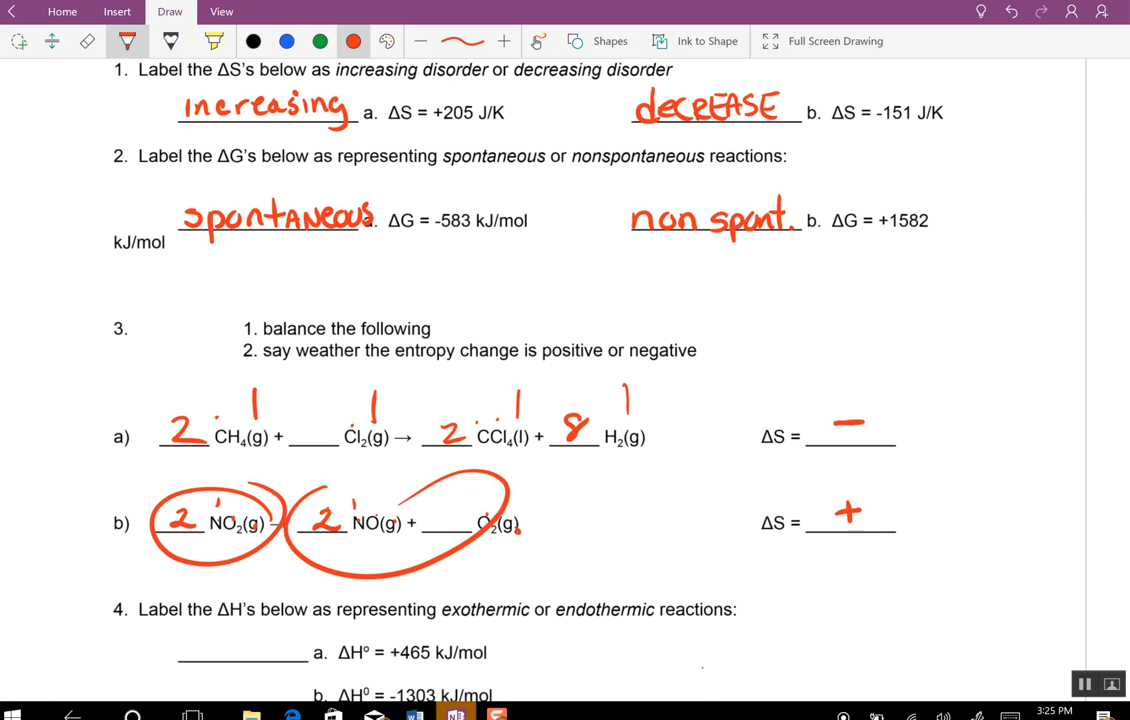 Home Insert Draw View
Shapes Ink to Shape Full Screen Drawing
1. Label the ΔS's below as increasing disorder or decreasing disorder
increasing a. ΔS = +205 J/K decREASE b. ΔS = -151 J/K
2. Label the ΔG's below as representing spontaneous or nonspontaneous reactions:
spontANeous a. ΔG = -583 kJ/mol non spont. b. ΔG = +1582
kJ/mol
3. 1. balance the following
2. say weather the entropy change is positive or negative
1 1 1 1
a) 2 CH₄(g) + ____ Cl₂(g) → 2 CCl₄(l) + 8 H₂(g) ΔS = −
b) 2 NO₂(g) → 2 NO(g) + ____ O₂(g) ΔS = +
4. Label the ΔH's below as representing exothermic or endothermic reactions:
________ a. ΔHº = +465 kJ/mol
b. ΔH⁰ = -1303 kJ/mol
3:25 PM